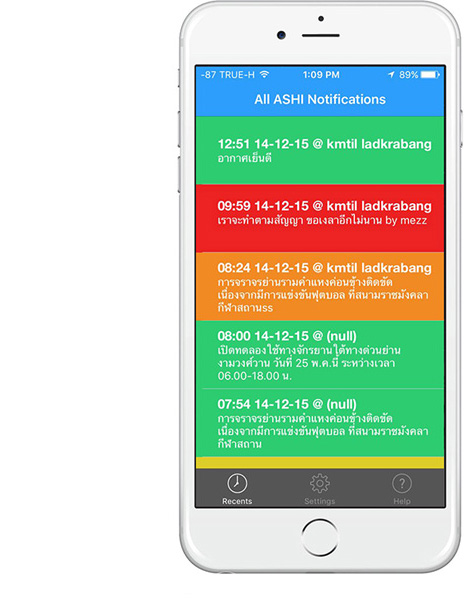 -87 TRUE-H 1:09 PM 89%
All ASHI Notifications
12:51 14-12-15 @ kmtil ladkrabang
อากาศเย็นดี
09:59 14-12-15 @ kmtil ladkrabang
เราจะทำตามสัญญา ขอเงลาอีกไม่นาน by mezz
08:24 14-12-15 @ kmtil ladkrabang
การจราจรย่านรามคำแหงค่อนข้างติดขัด
เนื่องจากมีการแข่งขันฟุตบอล ที่สนามราชมังคลา
กีฬาสถานss
08:00 14-12-15 @ (null)
เปิดทดลองใช้ทางจักรยานใต้ทางด่วนย่าน
งามวงศ์วาน วันที่ 25 พ.ค.นี้ ระหว่างเวลา
06.00-18.00 น.
07:54 14-12-15 @ (null)
การจราจรย่านรามคำแหงค่อนข้างติดขัด
เนื่องจากมีการแข่งขันฟุตบอล ที่สนามราชมังคลา
กีฬาสถาน
Recents Settings Help